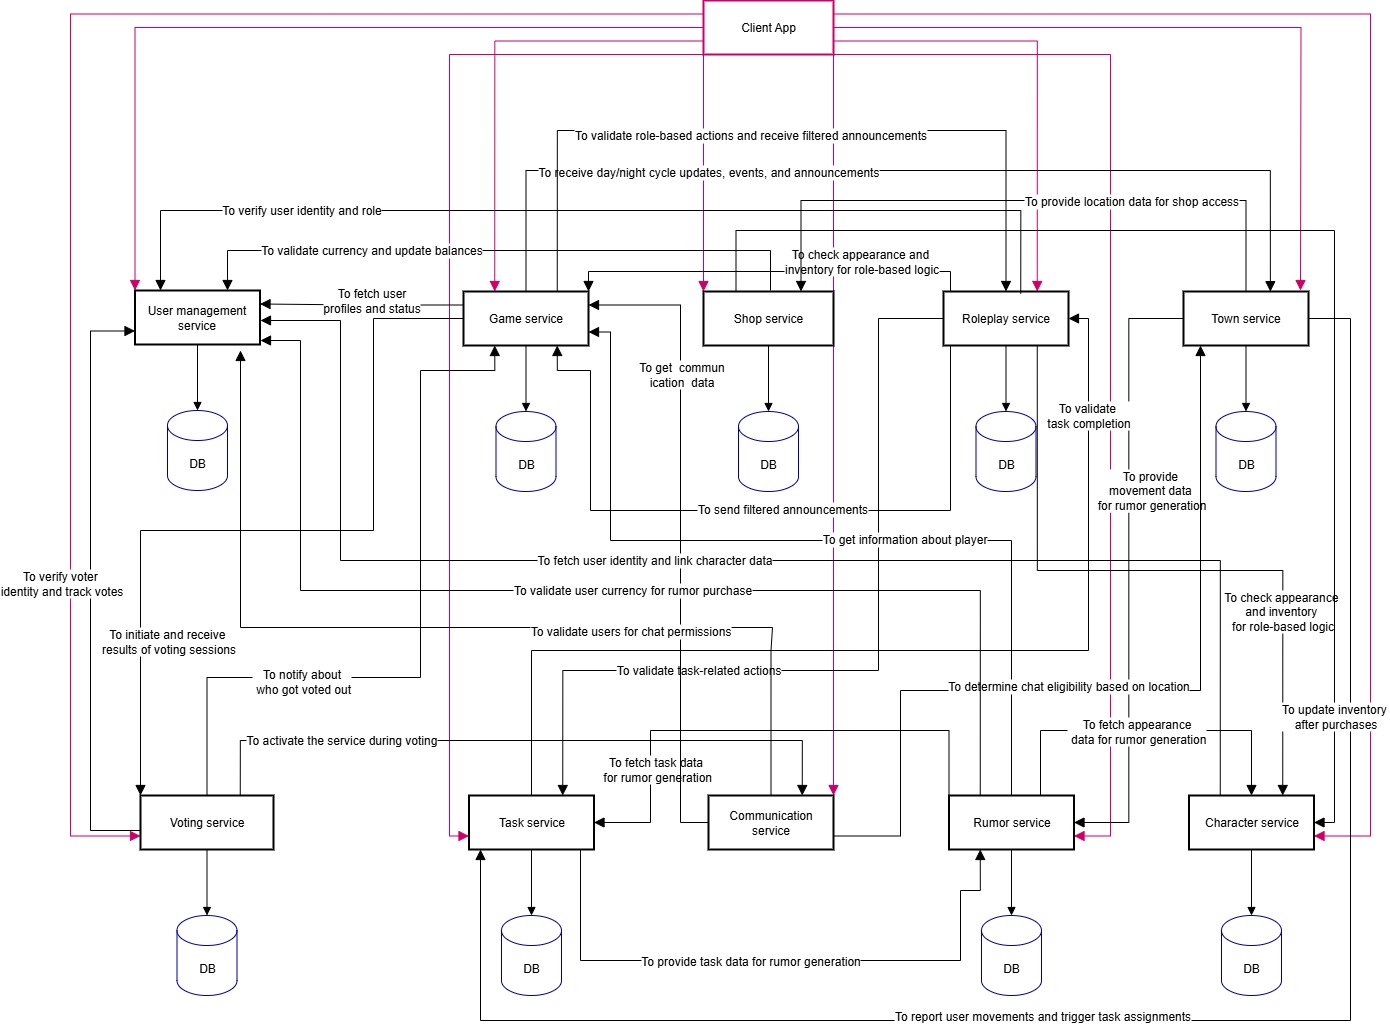 Client App
To validate role-based actions and receive filtered announcements
To receive day/night cycle updates, events, and announcements
To provide location data for shop access
To verify user identity and role
To validate currency and update balances
To check appearance and
inventory for role-based logic
To fetch user
profiles and status
User management
service
Game service
Shop service
Roleplay service
Town service
To get  commun
ication  data
To validate
task completion
DB
DB
DB
DB
DB
To provide
movement data
for rumor generation
To send filtered announcements
To get information about player
To fetch user identity and link character data
To verify voter
identity and track votes
To validate user currency for rumor purchase
To check appearance
and inventory
for role-based logic
To initiate and receive
results of voting sessions
To validate users for chat permissions
To notify about
who got voted out
To validate task-related actions
To determine chat eligibility based on location
To update inventory
after purchases
To fetch appearance
data for rumor generation
To activate the service during voting
To fetch task data
for rumor generation
Voting service
Task service
Communication
service
Rumor service
Character service
DB
DB
DB
DB
To provide task data for rumor generation
To report user movements and trigger task assignments